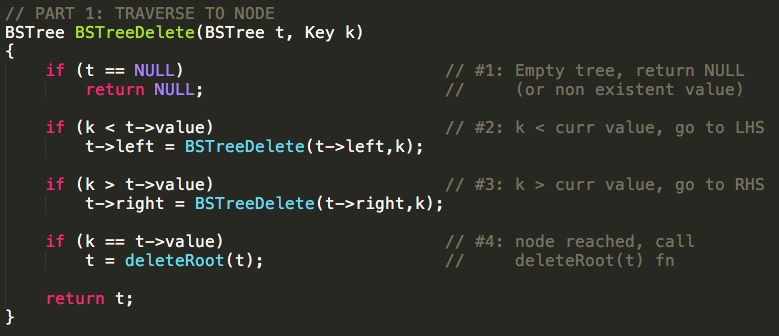 // PART 1: TRAVERSE TO NODE
BSTree BSTreeDelete(BSTree t, Key k)
{
    if (t == NULL)                          // #1: Empty tree, return NULL
        return NULL;                        //     (or non existent value)
    if (k < t->value)                       // #2: k < curr value, go to LHS
        t->left = BSTreeDelete(t->left,k);
    if (k > t->value)                       // #3: k > curr value, go to RHS
        t->right = BSTreeDelete(t->right,k);
    if (k == t->value)                      // #4: node reached, call
        t = deleteRoot(t);                  //     deleteRoot(t) fn
    return t;
}